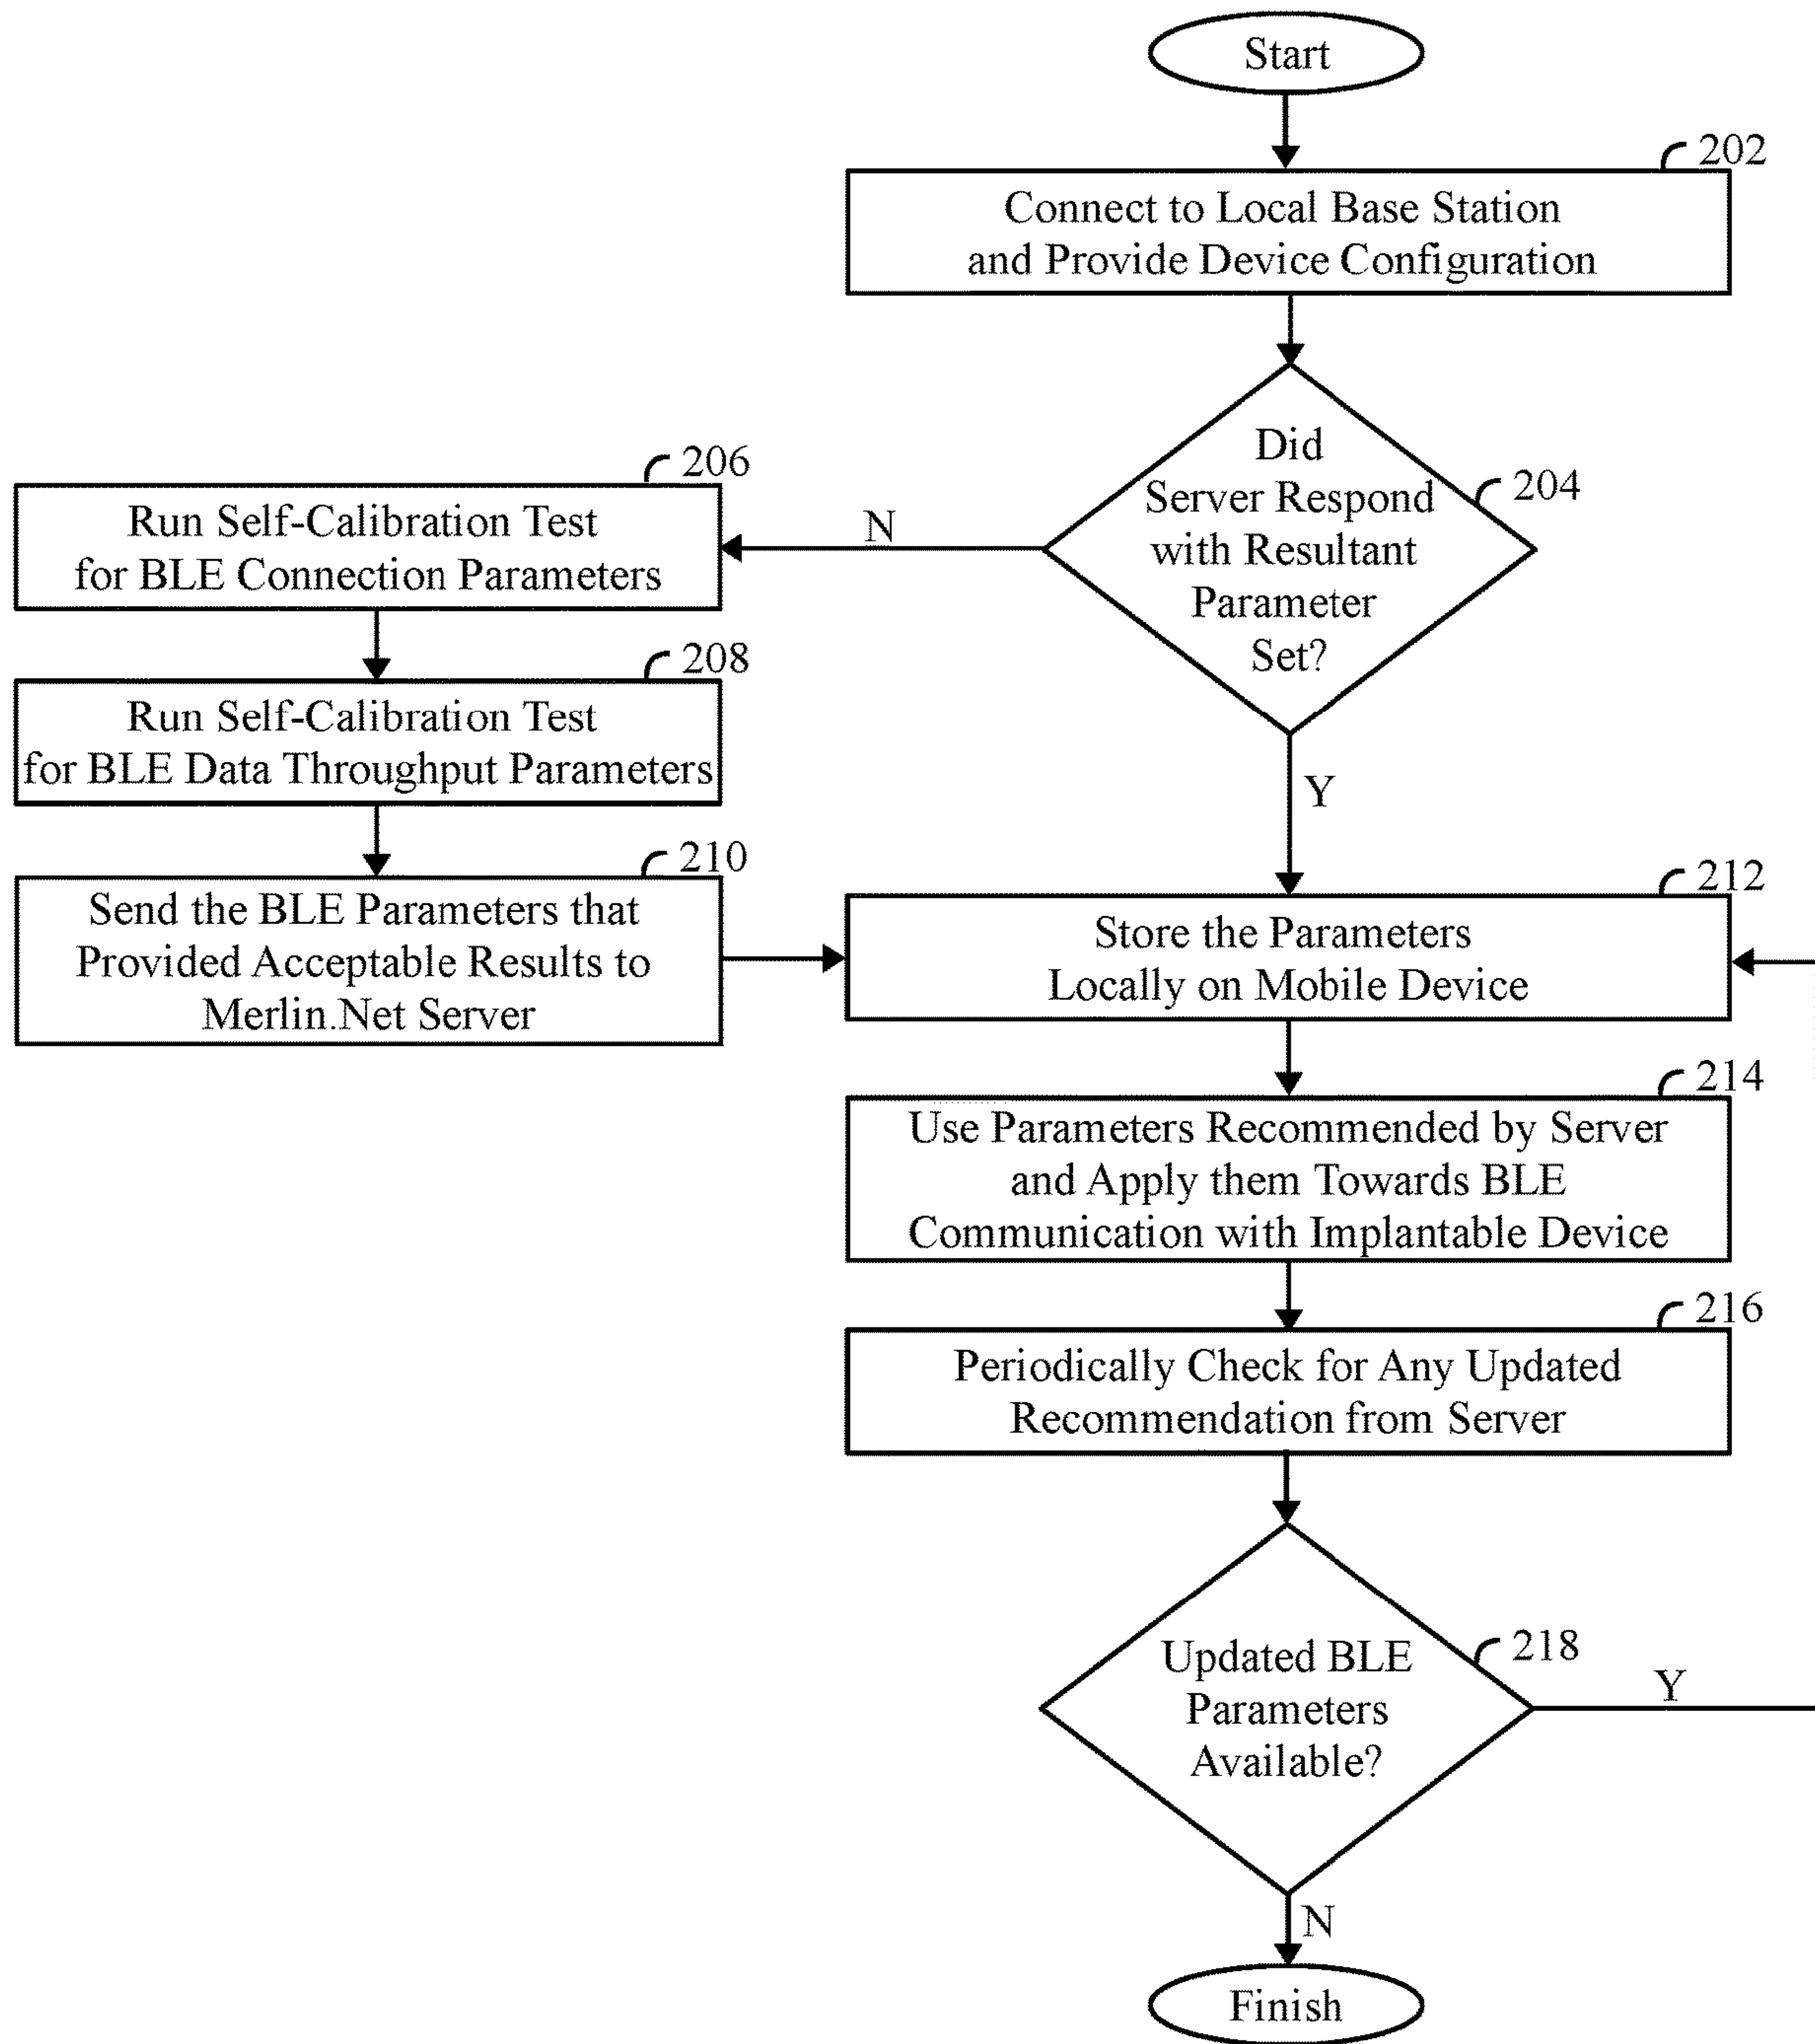 Start
202
Connect to Local Base Station
and Provide Device Configuration
Did
Server Respond
with Resultant
Parameter
Set?
204
N
206
Run Self-Calibration Test
for BLE Connection Parameters
208
Run Self-Calibration Test
for BLE Data Throughput Parameters
210
Send the BLE Parameters that
Provided Acceptable Results to
Merlin.Net Server
Y
212
Store the Parameters
Locally on Mobile Device
214
Use Parameters Recommended by Server
and Apply them Towards BLE
Communication with Implantable Device
216
Periodically Check for Any Updated
Recommendation from Server
218
Updated BLE
Parameters
Available?
Y
N
Finish